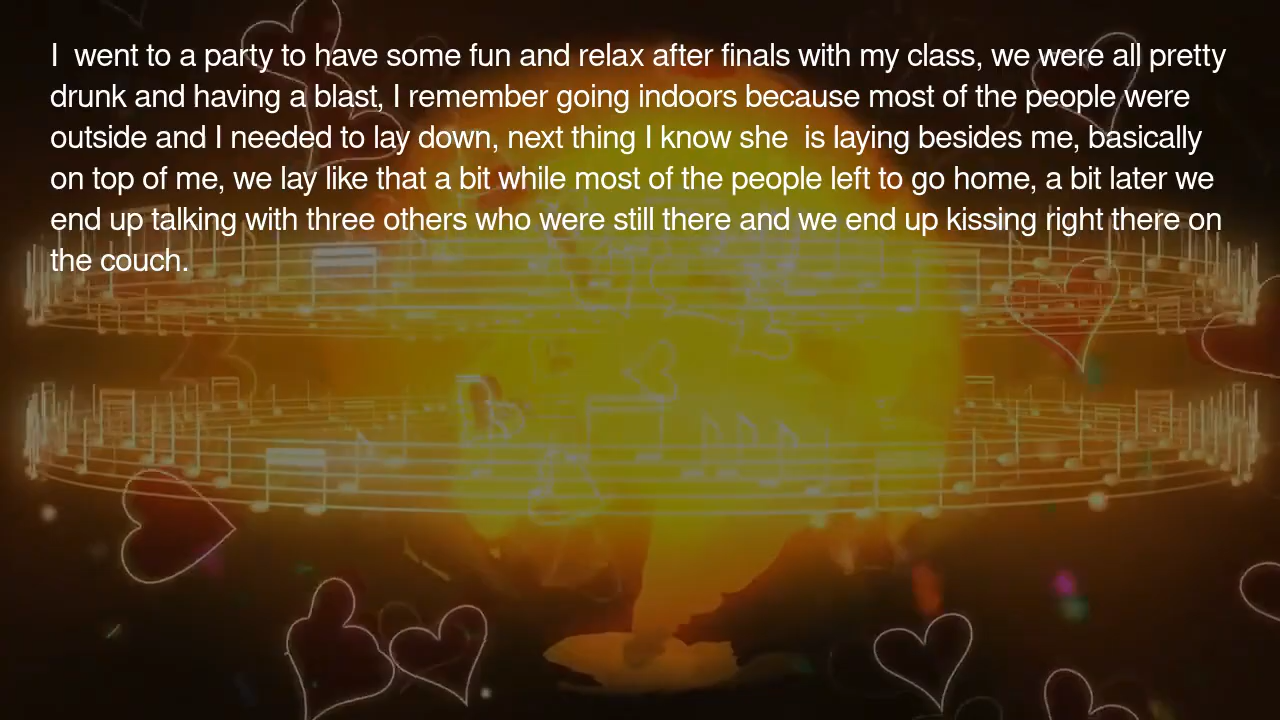 I  went to a party to have some fun and relax after finals with my class, we were all pretty
drunk and having a blast, I remember going indoors because most of the people were
outside and I needed to lay down, next thing I know she  is laying besides me, basically
on top of me, we lay like that a bit while most of the people left to go home, a bit later we
end up talking with three others who were still there and we end up kissing right there on
the couch.